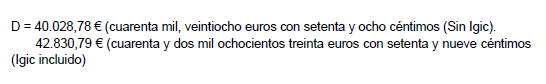 D = 40.028,78 € (cuarenta mil, veintiocho euros con setenta y ocho céntimos (Sin Igic).
42.830,79 € (cuarenta y dos mil ochocientos treinta euros con setenta y nueve céntimos
(Igic incluido)